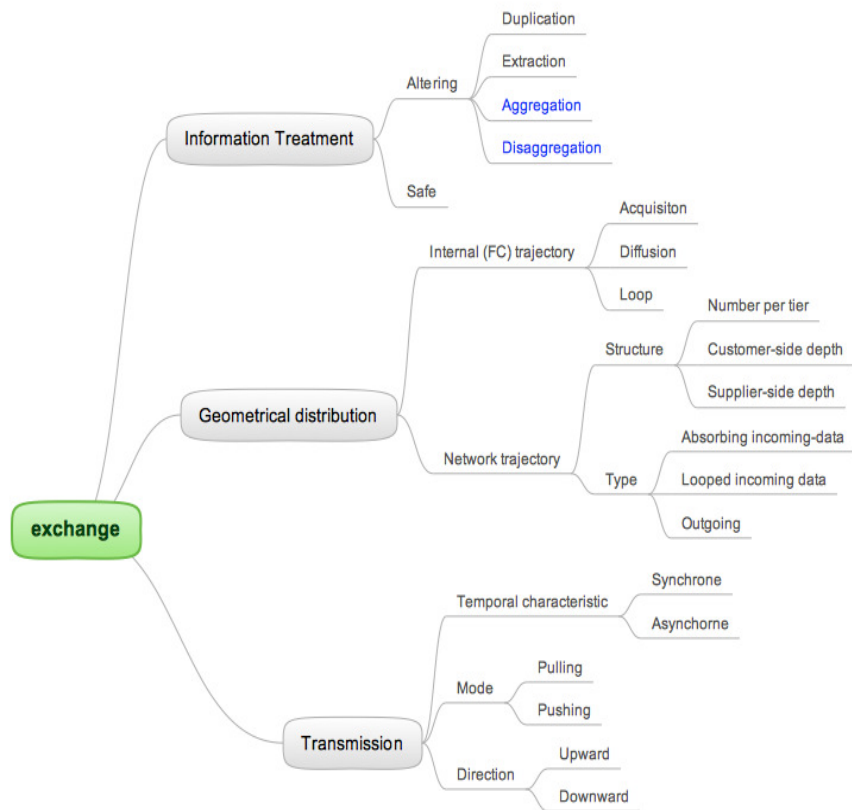 Duplication
Extraction
Altering
Aggregation
Information Treatment
Disaggregation
Safe
Acquisiton
Internal (FC) trajectory
Diffusion
Loop
Number per tier
Structure
Customer-side depth
Supplier-side depth
Geometrical distribution
Absorbing incoming-data
Network trajectory
Type
Looped incoming data
Outgoing
exchange
Synchrone
Temporal characteristic
Asynchorne
Pulling
Mode
Pushing
Transmission
Upward
Direction
Downward